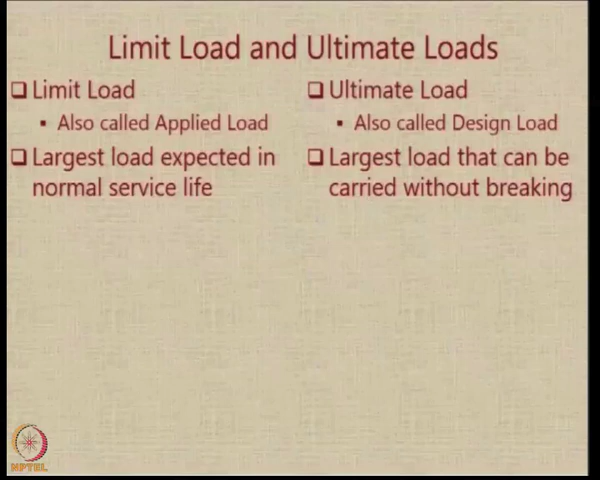 Limit Load and Ultimate Loads
Limit Load
Also called Applied Load
Largest load expected in
normal service life
Ultimate Load
Also called Design Load
Largest load that can be
carried without breaking
NPTEL